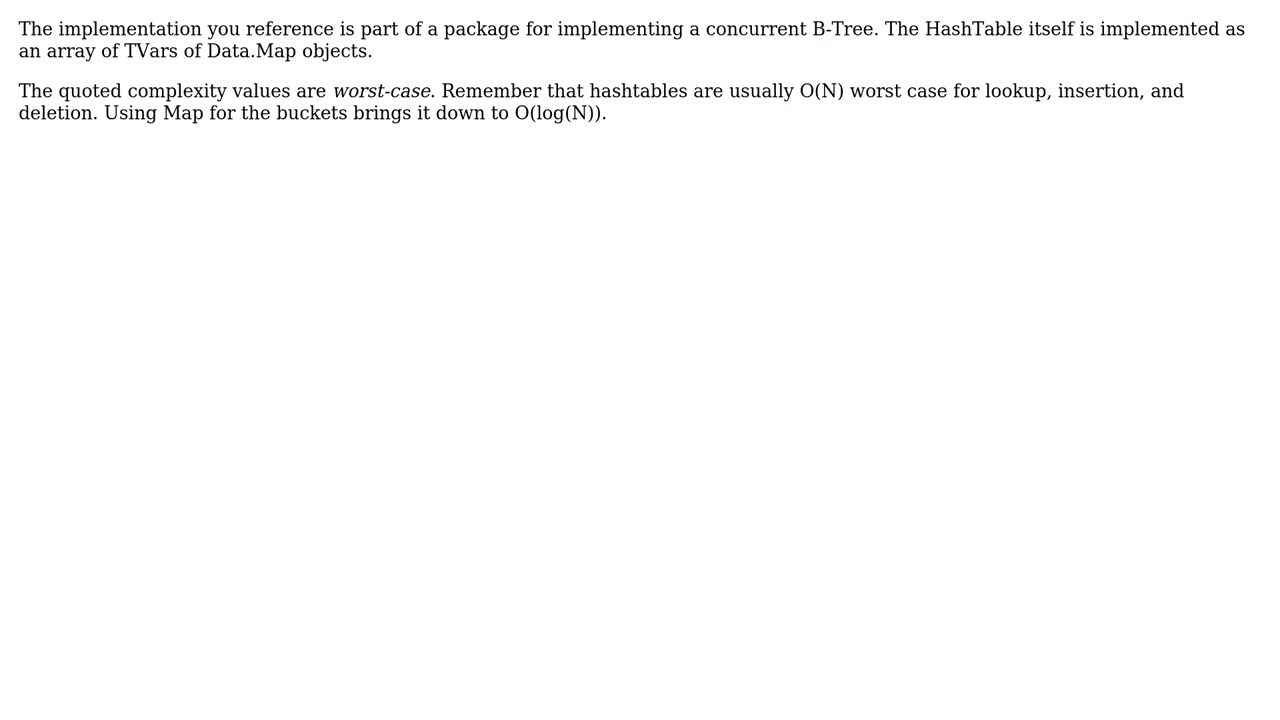 The implementation you reference is part of a package for implementing a concurrent B-Tree. The HashTable itself is implemented as
an array of TVars of Data.Map objects.
The quoted complexity values are worst-case. Remember that hashtables are usually O(N) worst case for lookup, insertion, and
deletion. Using Map for the buckets brings it down to O(log(N)).